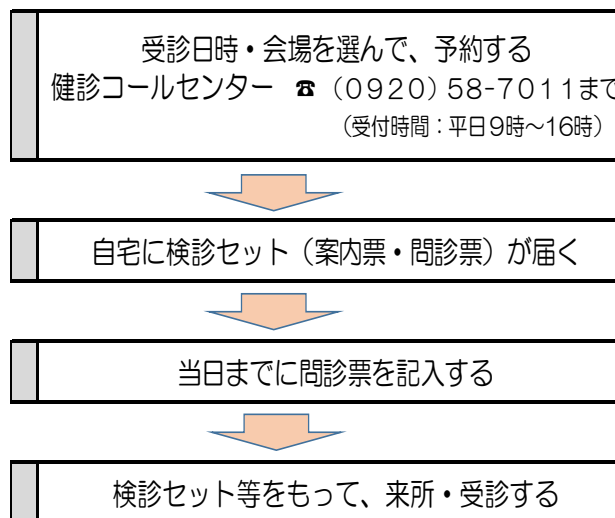 受診日時・会場を選んで、予約する
健診コールセンター ☎（0920）58-7011まで
（受付時間：平日9時～16時）
自宅に検診セット（案内票・問診票）が届く
当日までに問診票を記入する
検診セット等をもって、来所・受診する